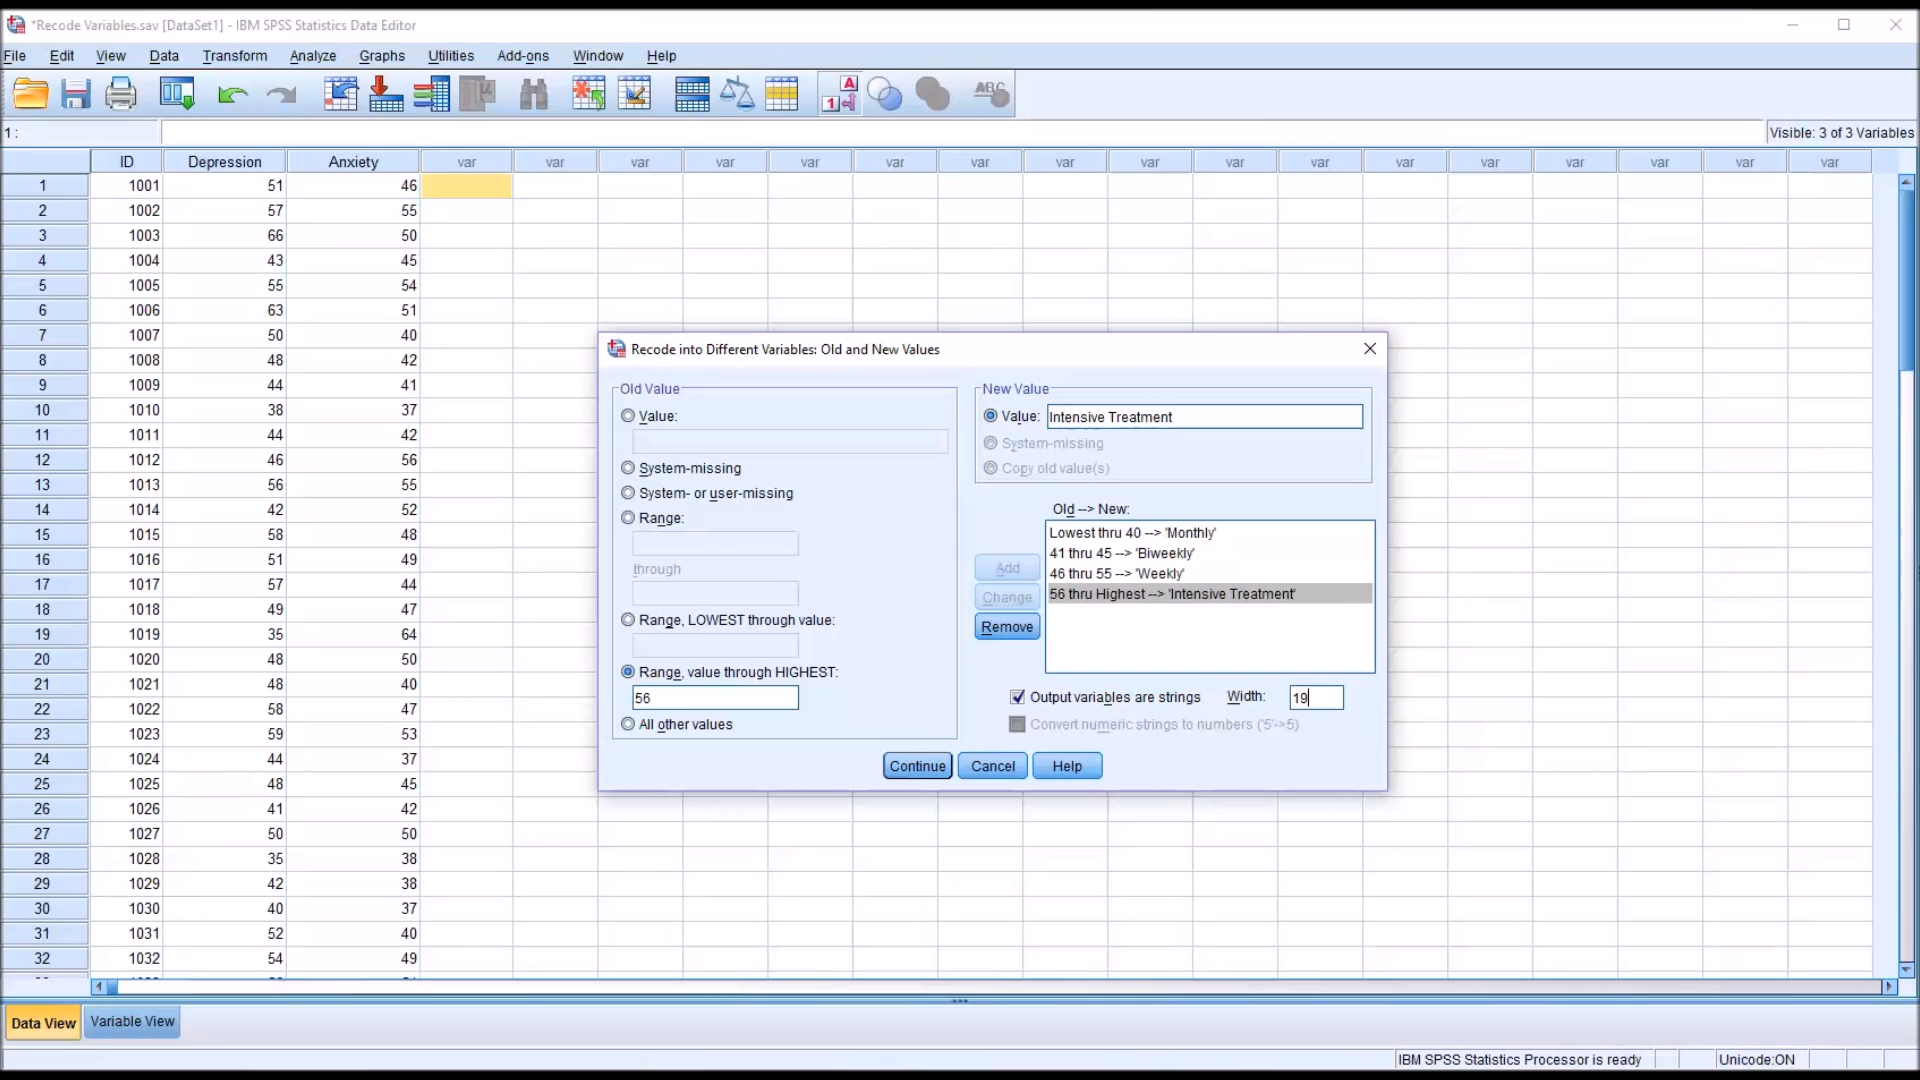 *Recode Variables.sav [DataSet1] - IBM SPSS Statistics Data Editor
File Edit View Data Transform Analyze Graphs Utilities Add-ons Window Help
1 A ABC
1 : Visible: 3 of 3 Variables
ID Depression Anxiety var var var var var var var var var var var var var var var var var
1 1001 51 46
2 1002 57 55
3 1003 66 50
4 1004 43 45
5 1005 55 54
6 1006 63 51
7 1007 50 40
8 1008 48 42
9 1009 44 41
10 1010 38 37
11 1011 44 42
12 1012 46 56
13 1013 56 55
14 1014 42 52
15 1015 58 48
16 1016 51 49
17 1017 57 44
18 1018 49 47
19 1019 35 64
20 1020 48 50
21 1021 48 40
22 1022 58 47
23 1023 59 53
24 1024 44 37
25 1025 48 45
26 1026 41 42
27 1027 50 50
28 1028 35 38
29 1029 42 38
30 1030 40 37
31 1031 52 40
32 1032 54 49
Recode into Different Variables: Old and New Values
Old Value
Value:
System-missing
System- or user-missing
Range:
through
Range, LOWEST through value:
Range, value through HIGHEST:
56
All other values
New Value
Value: Intensive Treatment
System-missing
Copy old value(s)
Old --> New:
Lowest thru 40 --> 'Monthly'
41 thru 45 --> 'Biweekly'
46 thru 55 --> 'Weekly'
56 thru Highest --> 'Intensive Treatment'
Add
Change
Remove
Output variables are strings Width: 19
Convert numeric strings to numbers ('5'->5)
Continue Cancel Help
Data View Variable View
IBM SPSS Statistics Processor is ready Unicode:ON